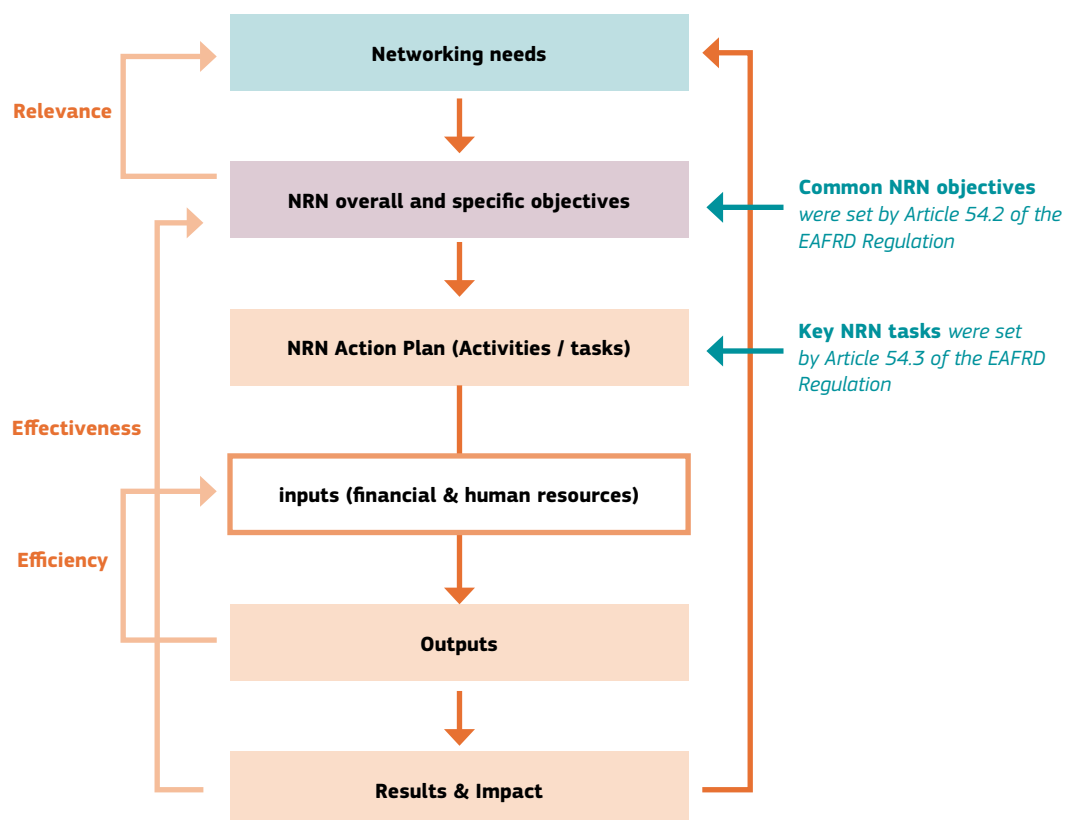 Networking needs
Relevance
NRN overall and specific objectives
Common NRN objectives
were set by Article 54.2 of the
EAFRD Regulation
NRN Action Plan (Activities / tasks)
Key NRN tasks were set
by Article 54.3 of the EAFRD
Regulation
Effectiveness
inputs (financial & human resources)
Efficiency
Outputs
Results & Impact